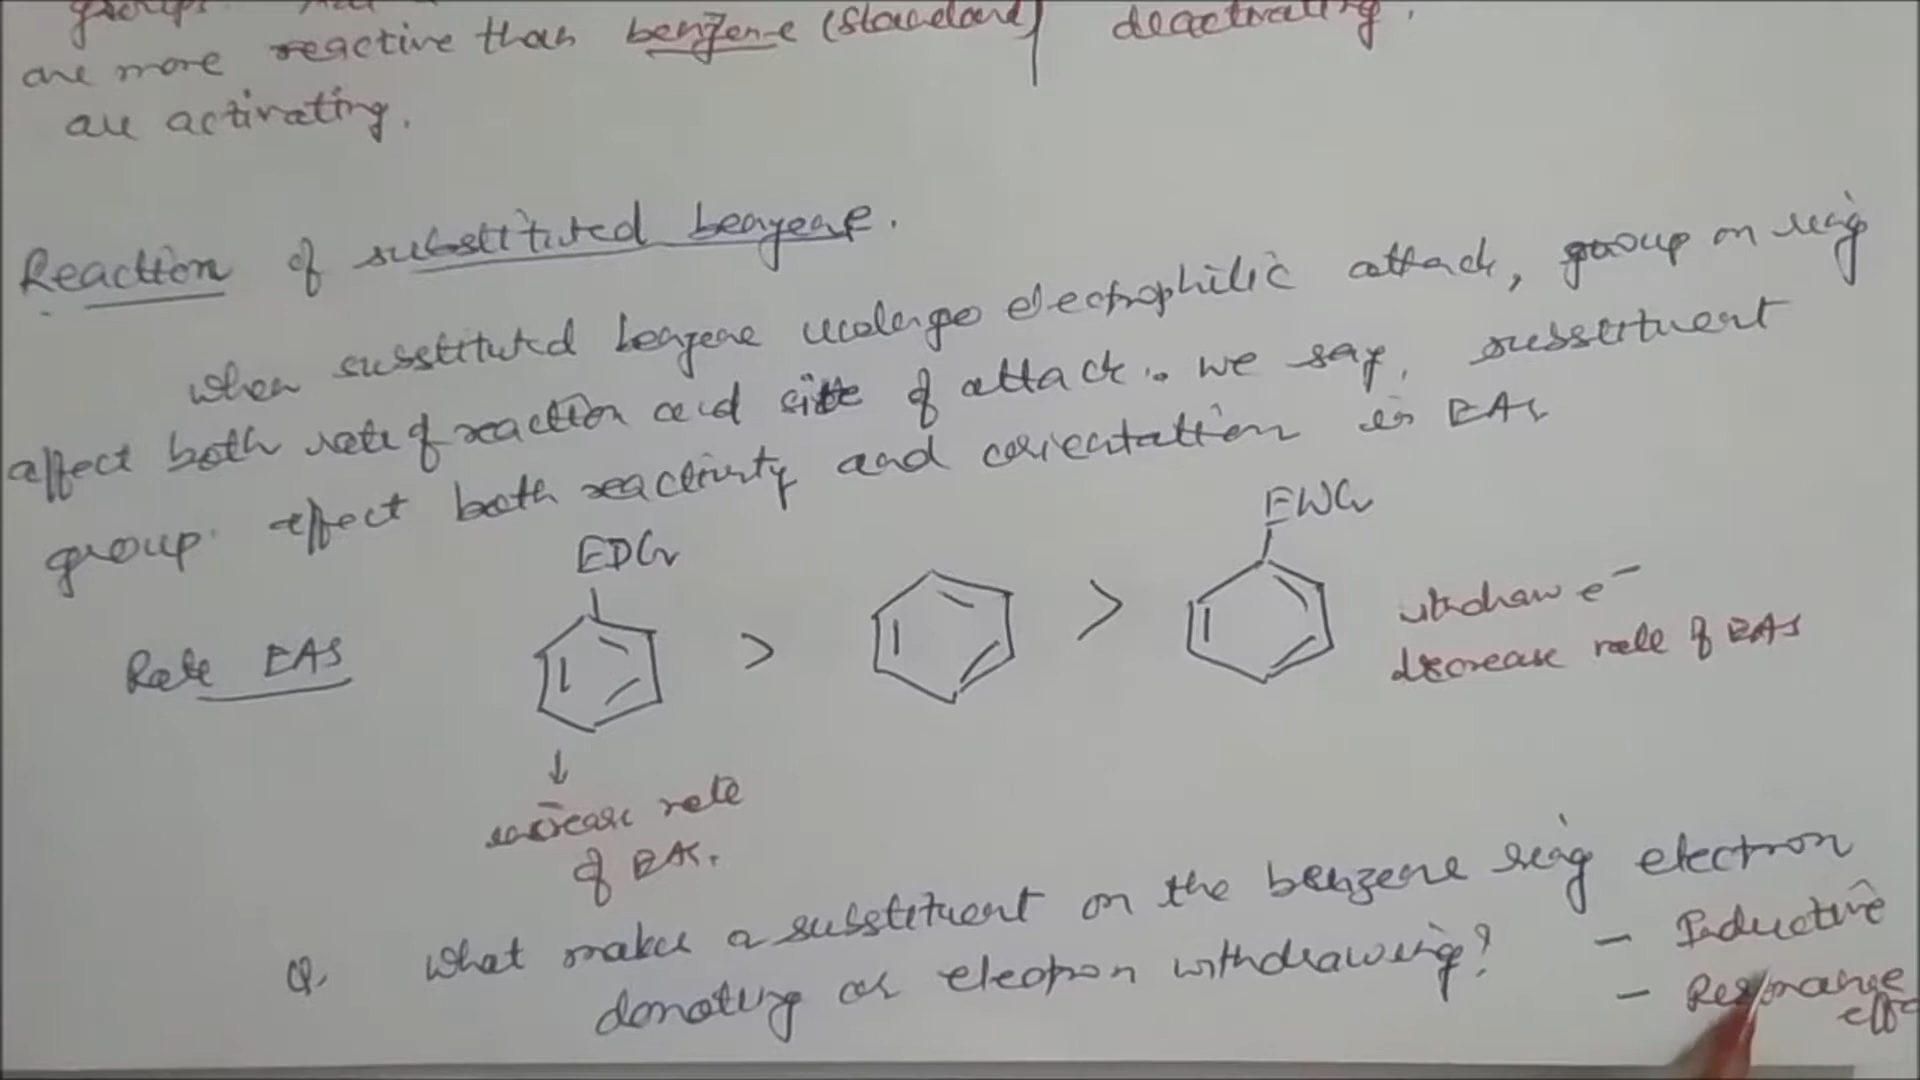 groups.
are more reactive than benzene (standard) deactivating.
are activating.
Reaction of substituted benzene.
When substituted benzene undergo electrophilic attack, group on ring
affect both rate of reaction and site of attack. We say, substituent
group effect both reactivity and orientation in EAS
EDG
EWG
Rate EAS > >
withdraw e⁻
decrease rate of EAS
↓
increase rate
of EAS.
Q. What makes a substituent on the benzene ring electron
donating or electron withdrawing?
- Inductive
- Resonance